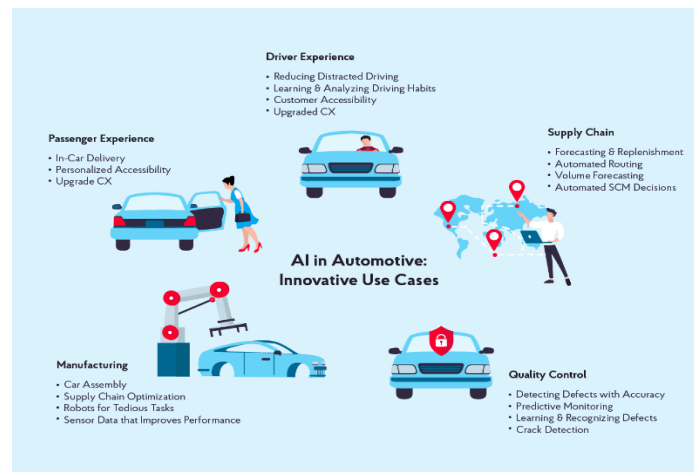 Driver Experience
• Reducing Distracted Driving
• Learning & Analyzing Driving Habits
• Customer Accessibility
• Upgraded CX
Passenger Experience
• In-Car Delivery
• Personalized Accessibility
• Upgrade CX
Supply Chain
• Forecasting & Replenishment
• Automated Routing
• Volume Forecasting
• Automated SCM Decisions
AI in Automotive:
Innovative Use Cases
Manufacturing
• Car Assembly
• Supply Chain Optimization
• Robots for Tedious Tasks
• Sensor Data that Improves Performance
Quality Control
• Detecting Defects with Accuracy
• Predictive Monitoring
• Learning & Recognizing Defects
• Crack Detection